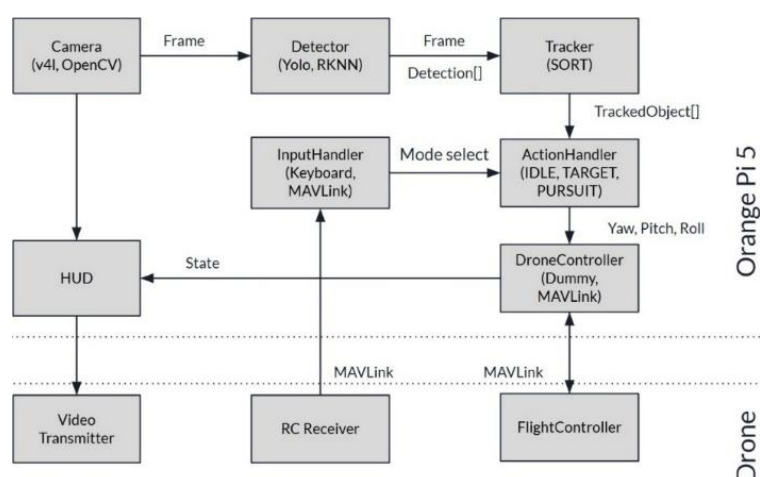 Camera
(v4l, OpenCV)
Frame
Detector
(Yolo, RKNN)
Frame
Detection[]
Tracker
(SORT)
TrackedObject[]
InputHandler
(Keyboard,
MAVLink)
Mode select
ActionHandler
(IDLE, TARGET,
PURSUIT)
Yaw, Pitch, Roll
HUD
State
DroneController
(Dummy,
MAVLink)
Orange Pi 5
MAVLink
MAVLink
Video
Transmitter
RC Receiver
FlightController
Drone